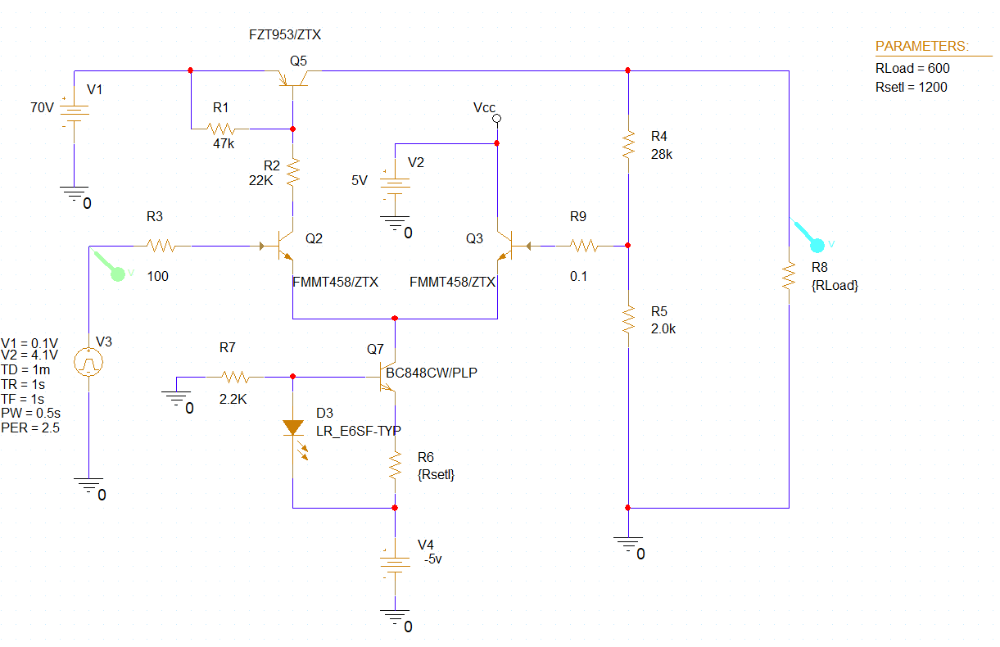 FZT953/ZTX
Q5
PARAMETERS:
RLoad = 600
Rsetl = 1200
V1
70V
R1
47k
Vcc
R4
28k
R2
22K
V2
5V
0
0
R3
Q2
Q3
R9
100
FMMT458/ZTX
FMMT458/ZTX
0.1
V
V
R8
{RLoad}
R5
2.0k
V3
V1 = 0.1V
V2 = 4.1V
TD = 1m
TR = 1s
TF = 1s
PW = 0.5s
PER = 2.5
R7
2.2K
Q7
BC848CW/PLP
0
D3
LR_E6SF-TYP
R6
{Rsetl}
0
V4
-5v
0
0